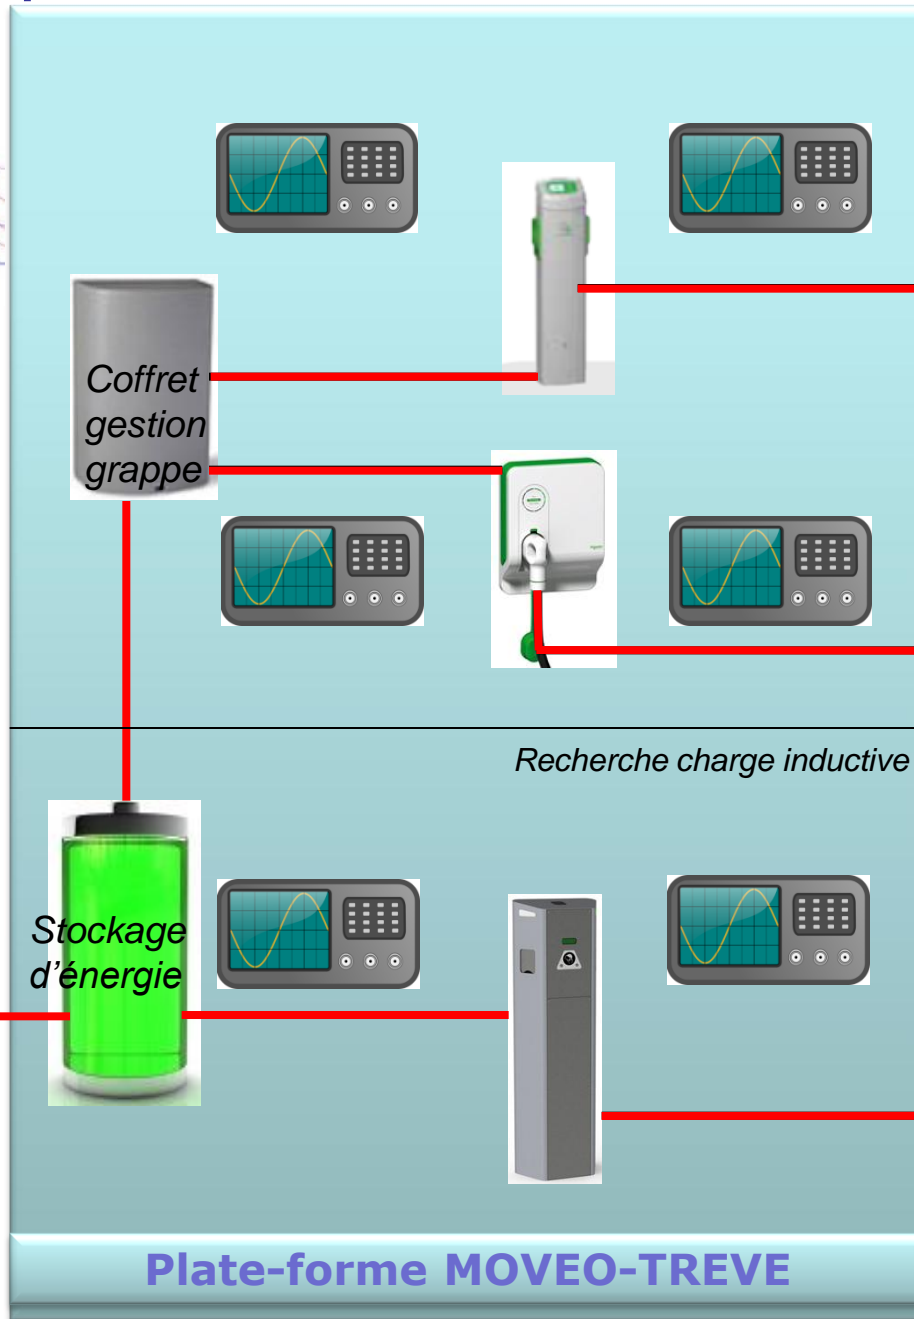 Coffret
gestion
grappe
Recherche charge inductive
Stockage
d’énergie
Plate-forme MOVEO-TREVE